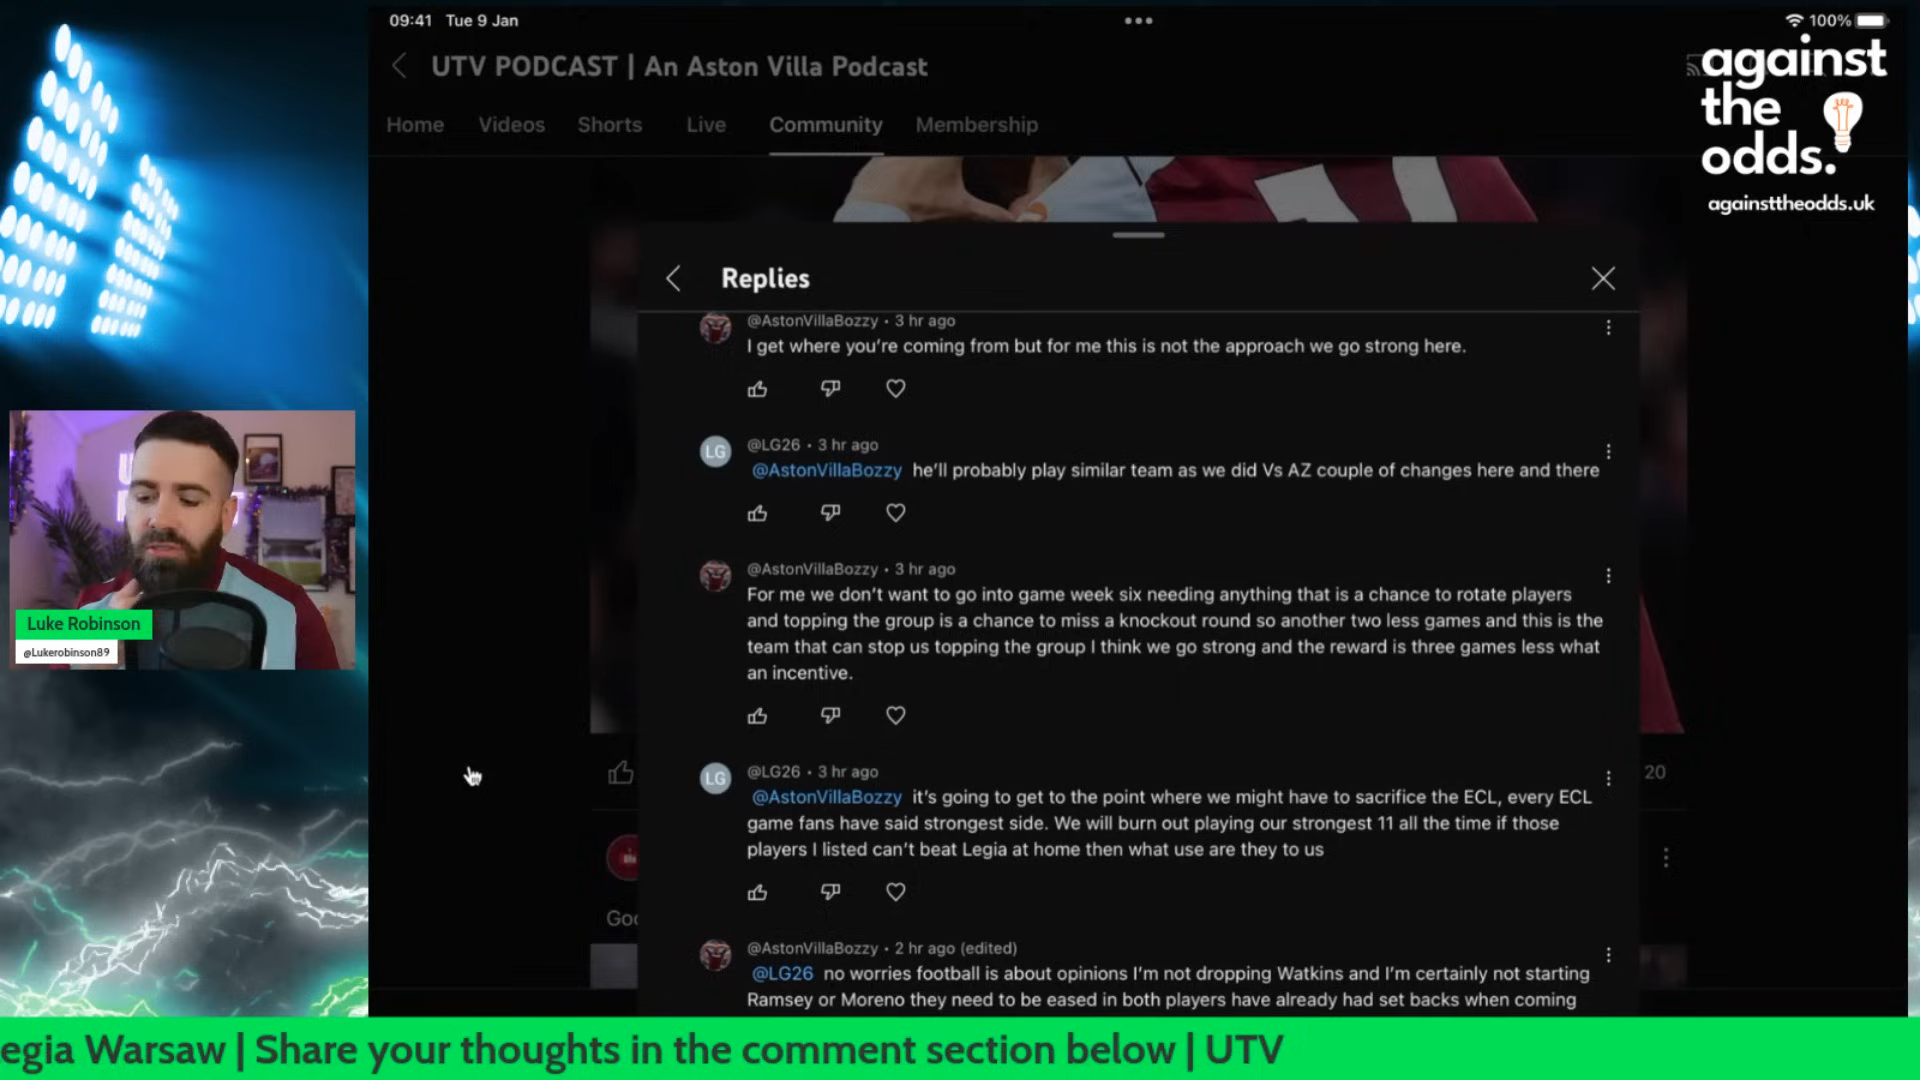 09:41 Tue 9 Jan
100%
UTV PODCAST | An Aston Villa Podcast
Home Videos Shorts Live Community Membership
against
the
odds.
againsttheodds.uk
Replies
@AstonVillaBozzy • 3 hr ago
I get where you're coming from but for me this is not the approach we go strong here.
LG
@LG26 • 3 hr ago
@AstonVillaBozzy he'll probably play similar team as we did Vs AZ couple of changes here and there
@AstonVillaBozzy • 3 hr ago
For me we don't want to go into game week six needing anything that is a chance to rotate players
and topping the group is a chance to miss a knockout round so another two less games and this is the
team that can stop us topping the group I think we go strong and the reward is three games less what
an incentive.
LG
@LG26 • 3 hr ago
@AstonVillaBozzy it's going to get to the point where we might have to sacrifice the ECL, every ECL
game fans have said strongest side. We will burn out playing our strongest 11 all the time if those
players I listed can't beat Legia at home then what use are they to us
20
Goo
@AstonVillaBozzy • 2 hr ago (edited)
@LG26 no worries football is about opinions I'm not dropping Watkins and I'm certainly not starting
Ramsey or Moreno they need to be eased in both players have already had set backs when coming
Luke Robinson
@Lukerobinson89
egia Warsaw | Share your thoughts in the comment section below | UTV